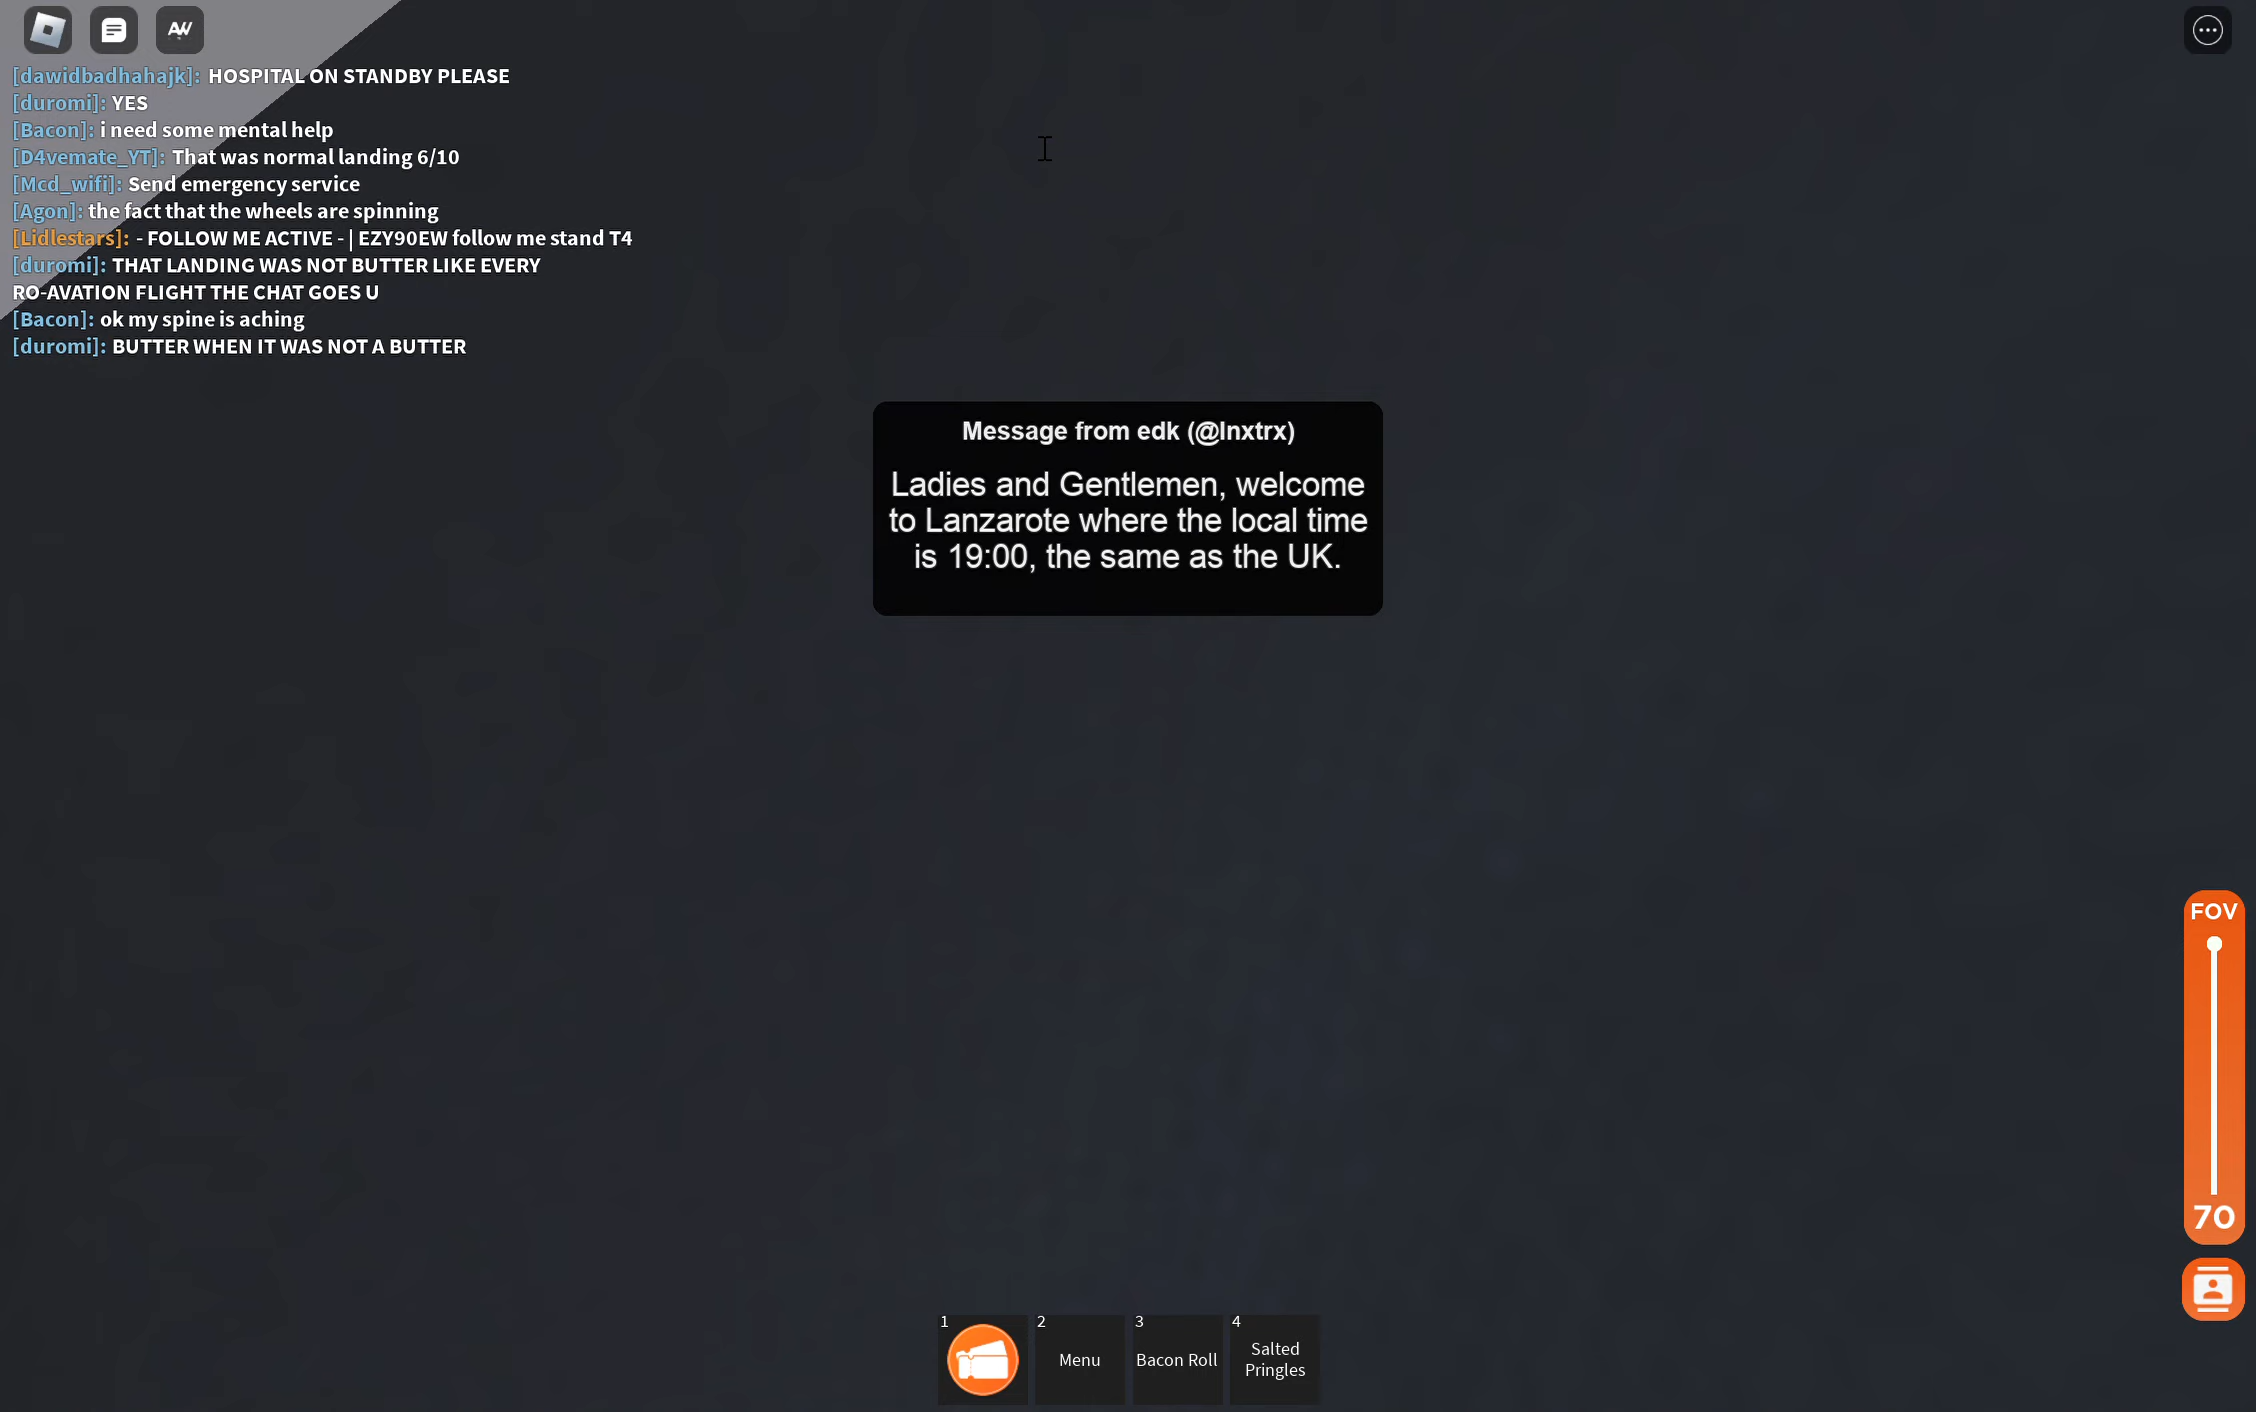 [dawidbadhahajk]: HOSPITAL ON STANDBY PLEASE
[duromi]: YES
[Bacon]: i need some mental help
[D4vemate_YT]: That was normal landing 6/10
[Mcd_wifi]: Send emergency service
[Agon]: the fact that the wheels are spinning
[Lidlestars]: - FOLLOW ME ACTIVE - | EZY90EW follow me stand T4
[duromi]: THAT LANDING WAS NOT BUTTER LIKE EVERY
RO-AVATION FLIGHT THE CHAT GOES U
[Bacon]: ok my spine is aching
[duromi]: BUTTER WHEN IT WAS NOT A BUTTER
Message from edk (@lnxtrx)
Ladies and Gentlemen, welcome
to Lanzarote where the local time
is 19:00, the same as the UK.
FOV
70
1
2
Menu
3
Bacon Roll
4
Salted
Pringles